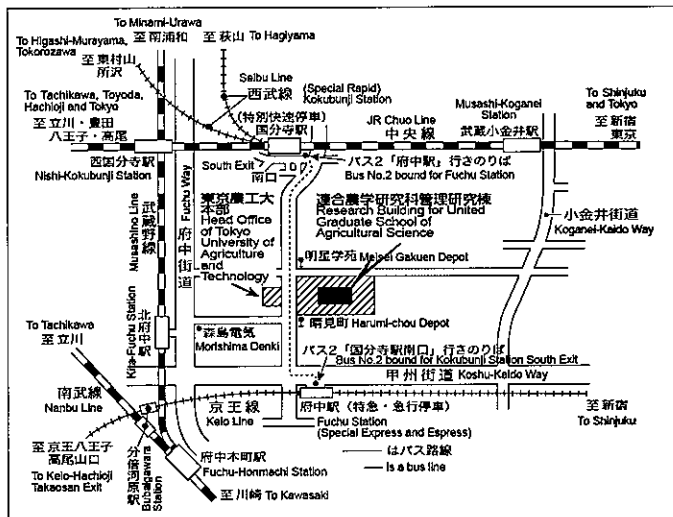 To Minami-Urawa
至南浦和
至萩山 To Hagiyama
To Higashi-Murayama,
Tokorozawa
至東村山
所沢
Seibu Line
西武線
(Special Rapid)
Kokubunji Station
(特別快速停車)
国分寺駅
To Tachikawa, Toyoda,
Hachioji and Tokyo
至立川・豊田
八王子・高尾
JR Chuo Line
中央線
Musashi-Koganei
Station
武蔵小金井駅
To Shinjuku
and Tokyo
至新宿
東京
西国分寺駅
Nishi-Kokubunji Station
South Exit
南口
バス2「府中駅」行きのりば
Bus No.2 bound for Fuchu Station
Musashino Line
武蔵野線
Fuchu Way
府中街道
東京農工大
本部
Head Office
of Tokyo
University of
Agriculture
and
Technology
連合農学研究科管理研究棟
Research Building for United
Graduate School of
Agricultural Science
小金井街道
Koganei-Kaido Way
明星学苑 Meisei Gakuen Depot
Kita-Fuchu Station
北府中駅
森島電気
Morishima Denki
晴見町 Harumi-chou Depot
To Tachikawa
至立川
バス2「国分寺駅南口」行さのりば
Bus No.2 bound for Kokubunji Station South Exit
甲州街道 Koshu-Kaido Way
南武線
Nanbu Line
京王線
Keio Line
府中駅(特急・急行停車)
Fuchu Station
(Special Express and Espress)
至新宿
To Shinjuku
至京王八王子
高尾山口
To Keio-Hachioji
Takaosan Exit
分倍河原駅
Bubaigawara
Station
府中本町駅
Fuchu-Honmachi Station
至川崎 To Kawasaki
はバス路線
Is a bus line